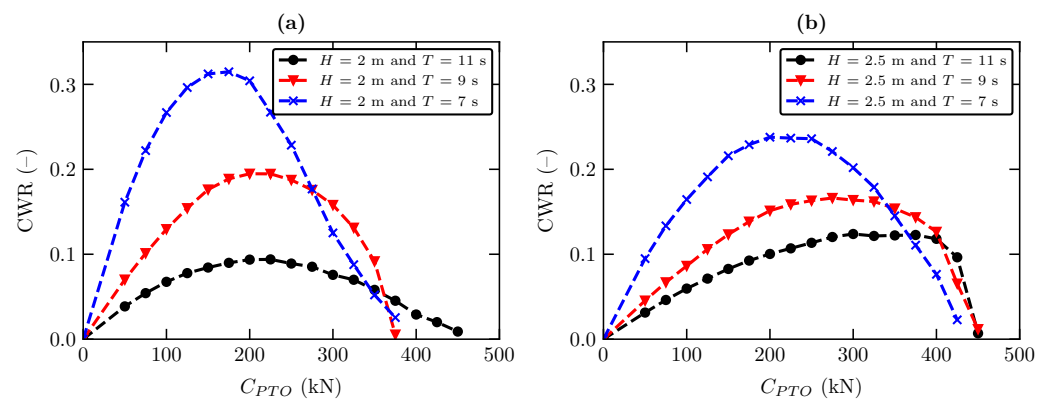 (a)
CWR (–)
0.3
0.2
0.1
0.0
H = 2 m and T = 11 s
H = 2 m and T = 9 s
H = 2 m and T = 7 s
0 100 200 300 400 500
C_PTO (kN)
(b)
CWR (–)
0.3
0.2
0.1
0.0
H = 2.5 m and T = 11 s
H = 2.5 m and T = 9 s
H = 2.5 m and T = 7 s
0 100 200 300 400 500
C_PTO (kN)